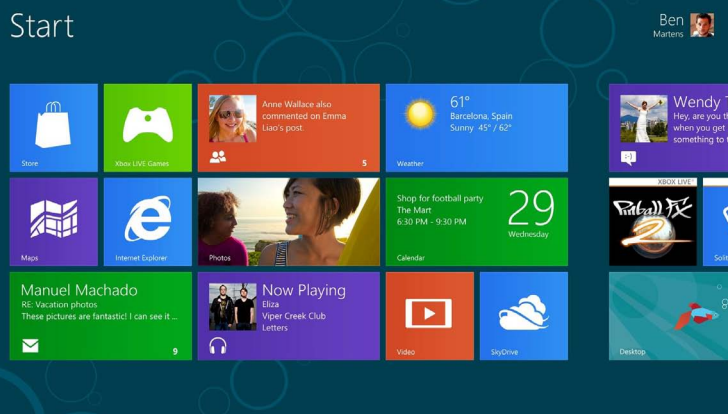 Start
Ben
Martens
Store
Xbox LIVE Games
Anne Wallace also
commented on Emma
Liao's post.
5
61°
Barcelona, Spain
Sunny 45° / 62°
Weather
Wendy
Hey, are you
when you get
something to
Maps
Internet Explorer
Photos
Shop for football party
The Mart
6:30 PM - 9:30 PM
29
Wednesday
Calendar
XBOX LIVE
Pinball FX
2
Manuel Machado
RE: Vacation photos
These pictures are fantastic! I can see it ...
9
Now Playing
Eliza
Viper Creek Club
Letters
Video
SkyDrive
Desktop